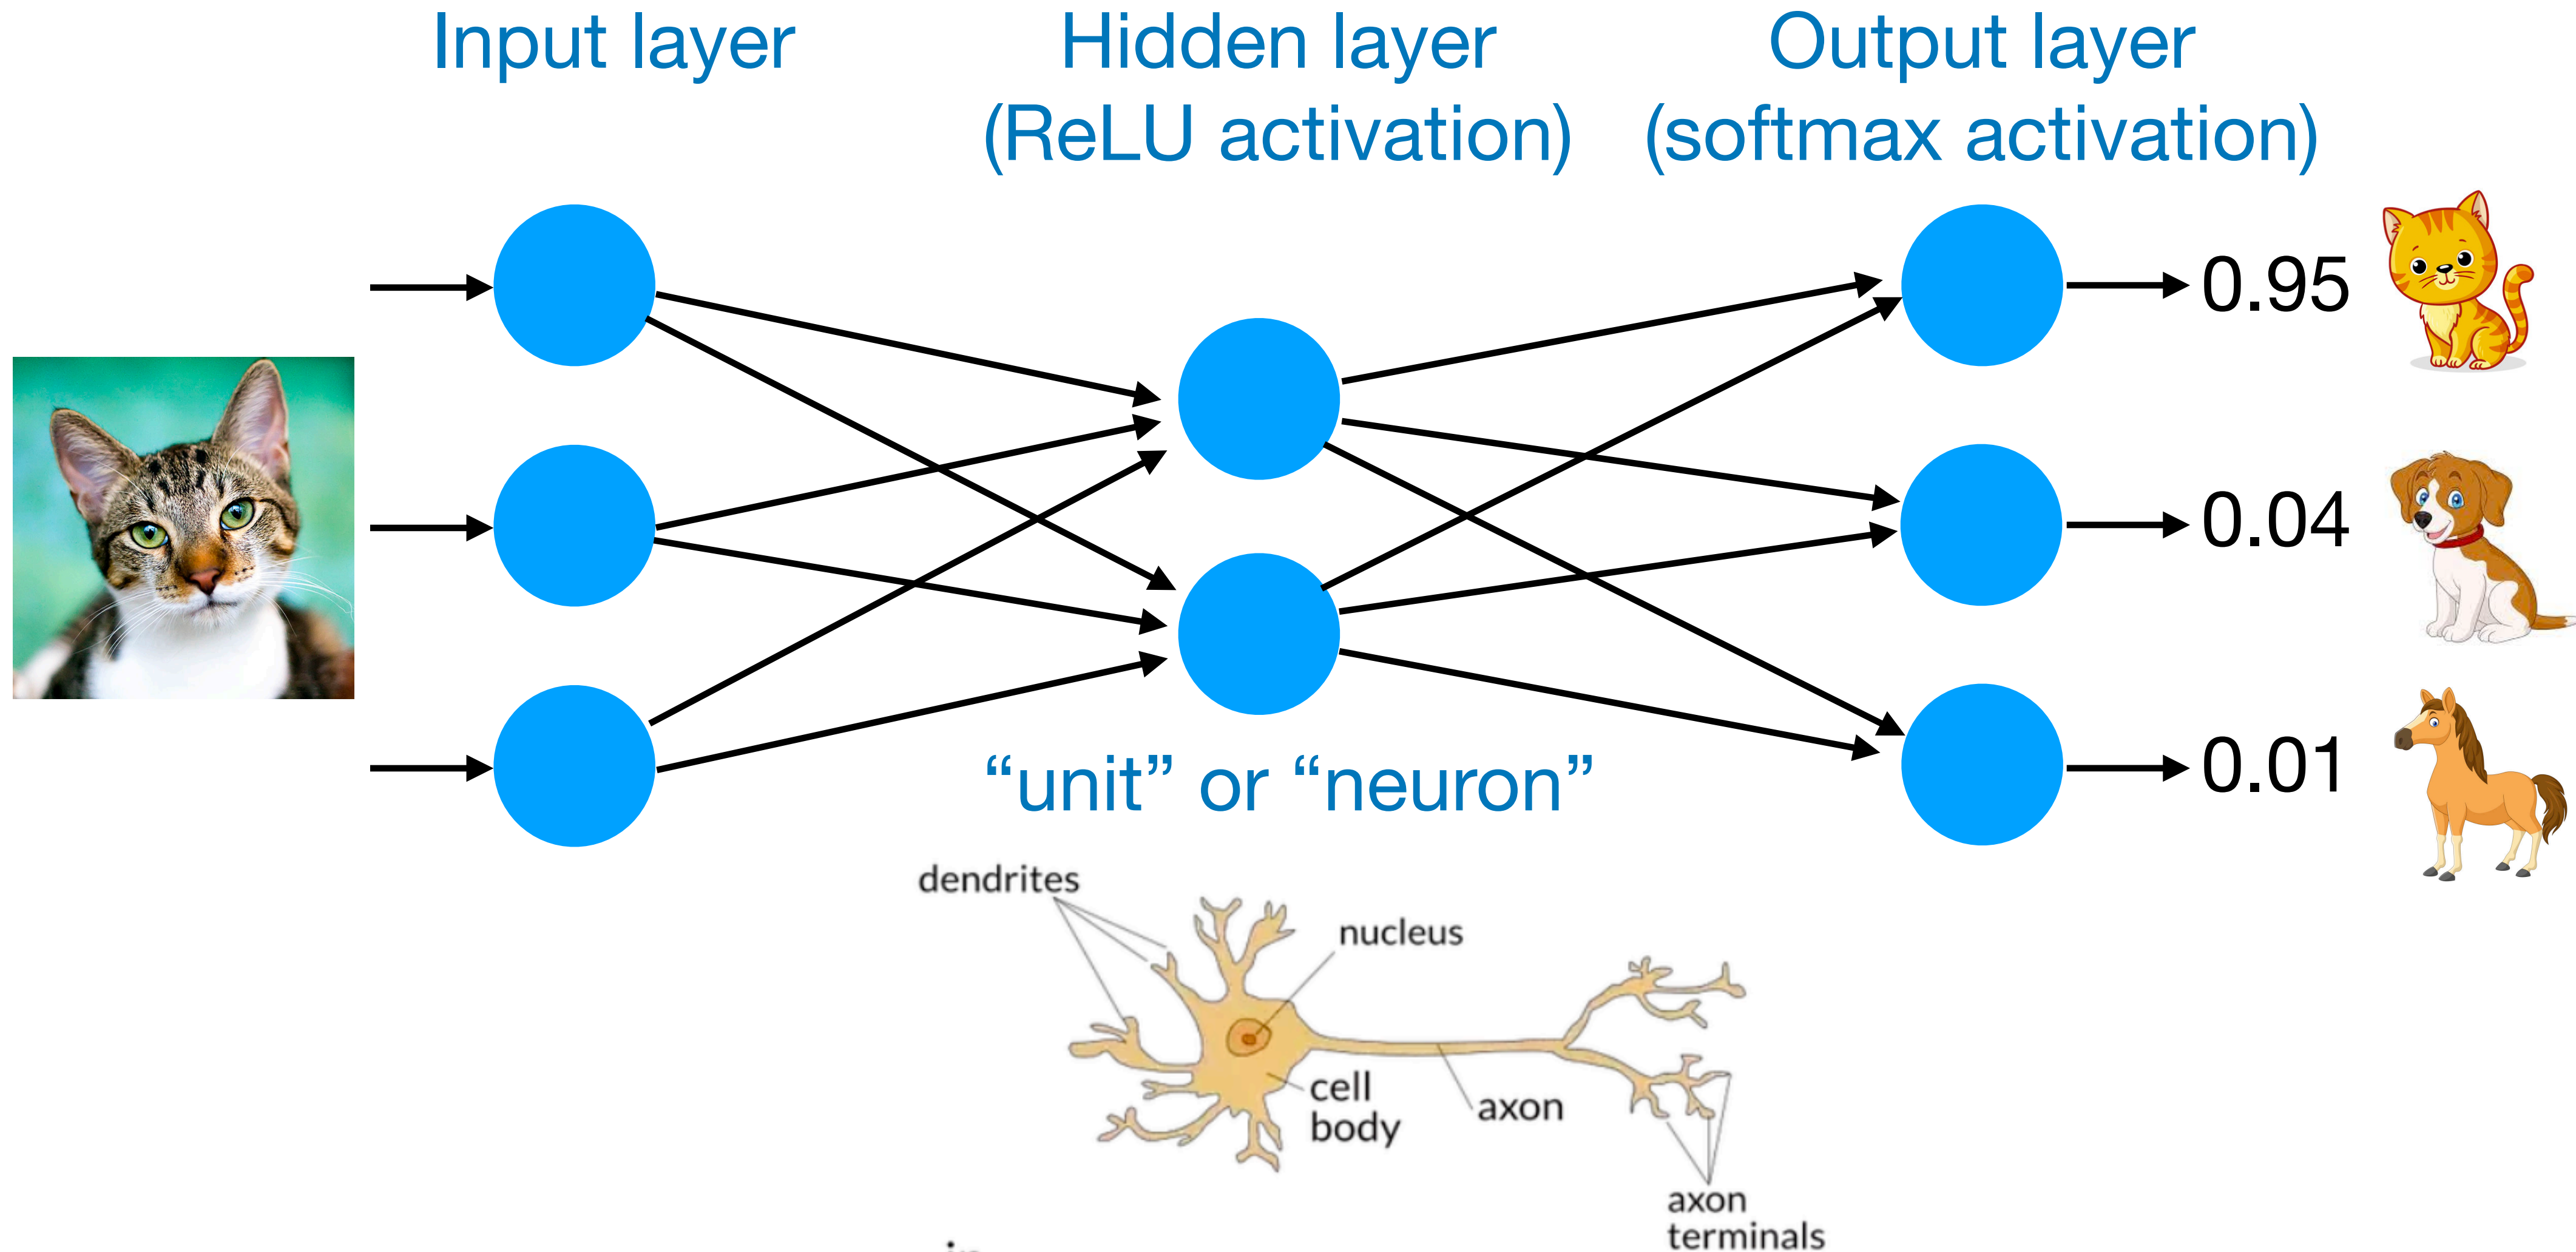 Input layer
Hidden layer
(ReLU activation)
Output layer
(softmax activation)
0.95
0.04
0.01
“unit” or “neuron”
dendrites
nucleus
cell
body
axon
axon
terminals